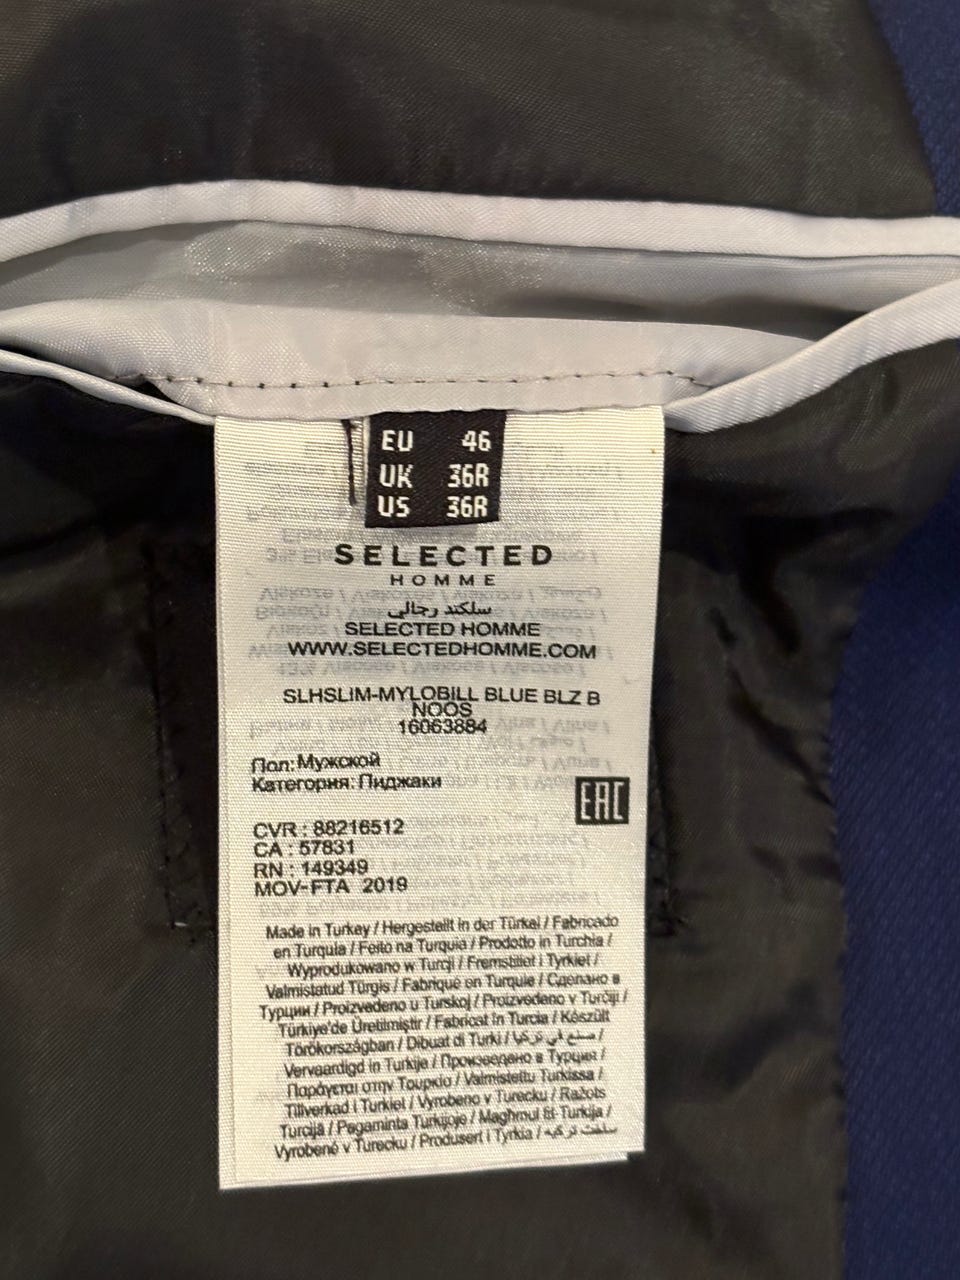 EU 46
UK 36R
US 36R
SELECTED
HOMME
سلكتد رجالي
SELECTED HOMME
WWW.SELECTEDHOMME.COM
SLHSLIM-MYLOBILL BLUE BLZ B
NOOS
16063884
Пол: Мужской
Категория: Пиджаки
EAC
CVR : 88216512
CA : 57831
RN : 149349
MOV-FTA 2019
Made in Turkey / Hergestellt in der Türkei / Fabricado
en Turquia / Feito na Turquia / Prodotto in Turchia /
Wyprodukowano w Turcji / Fremstillet i Tyrkiet /
Valmistatud Türgis / Fabriqué en Turquie / Сделано в
Турции / Proizvedeno u Turskoj / Proizvedeno v Turčiji /
Türkiye'de Üretilmiştir / Fabricat în Turcia / Készült
Törökországban / Dibuat di Turki / صنع في تركيا /
Vervaardigd in Turkije / Произведено в Турция /
Παράγεται στην Τουρκία / Valmistettu Turkissa /
Tillverkad i Turkiet / Vyrobeno v Turecku / Ražots
Turcijā / Pagaminta Turkijoje / Magħmul fit-Turkija /
Vyrobené v Turecku / Produsert i Tyrkia / ساخت ترکیه